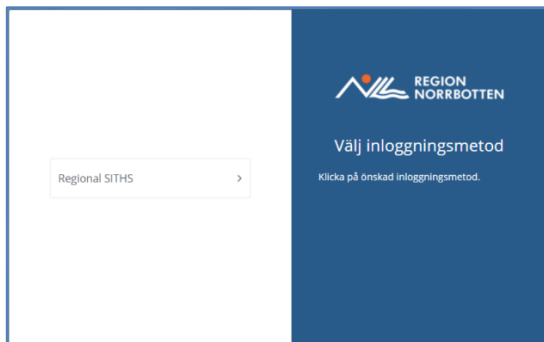 Regional SITHS
REGION
NORRBOTTEN
Välj inloggningsmetod
Klicka på önskad inloggningsmetod.